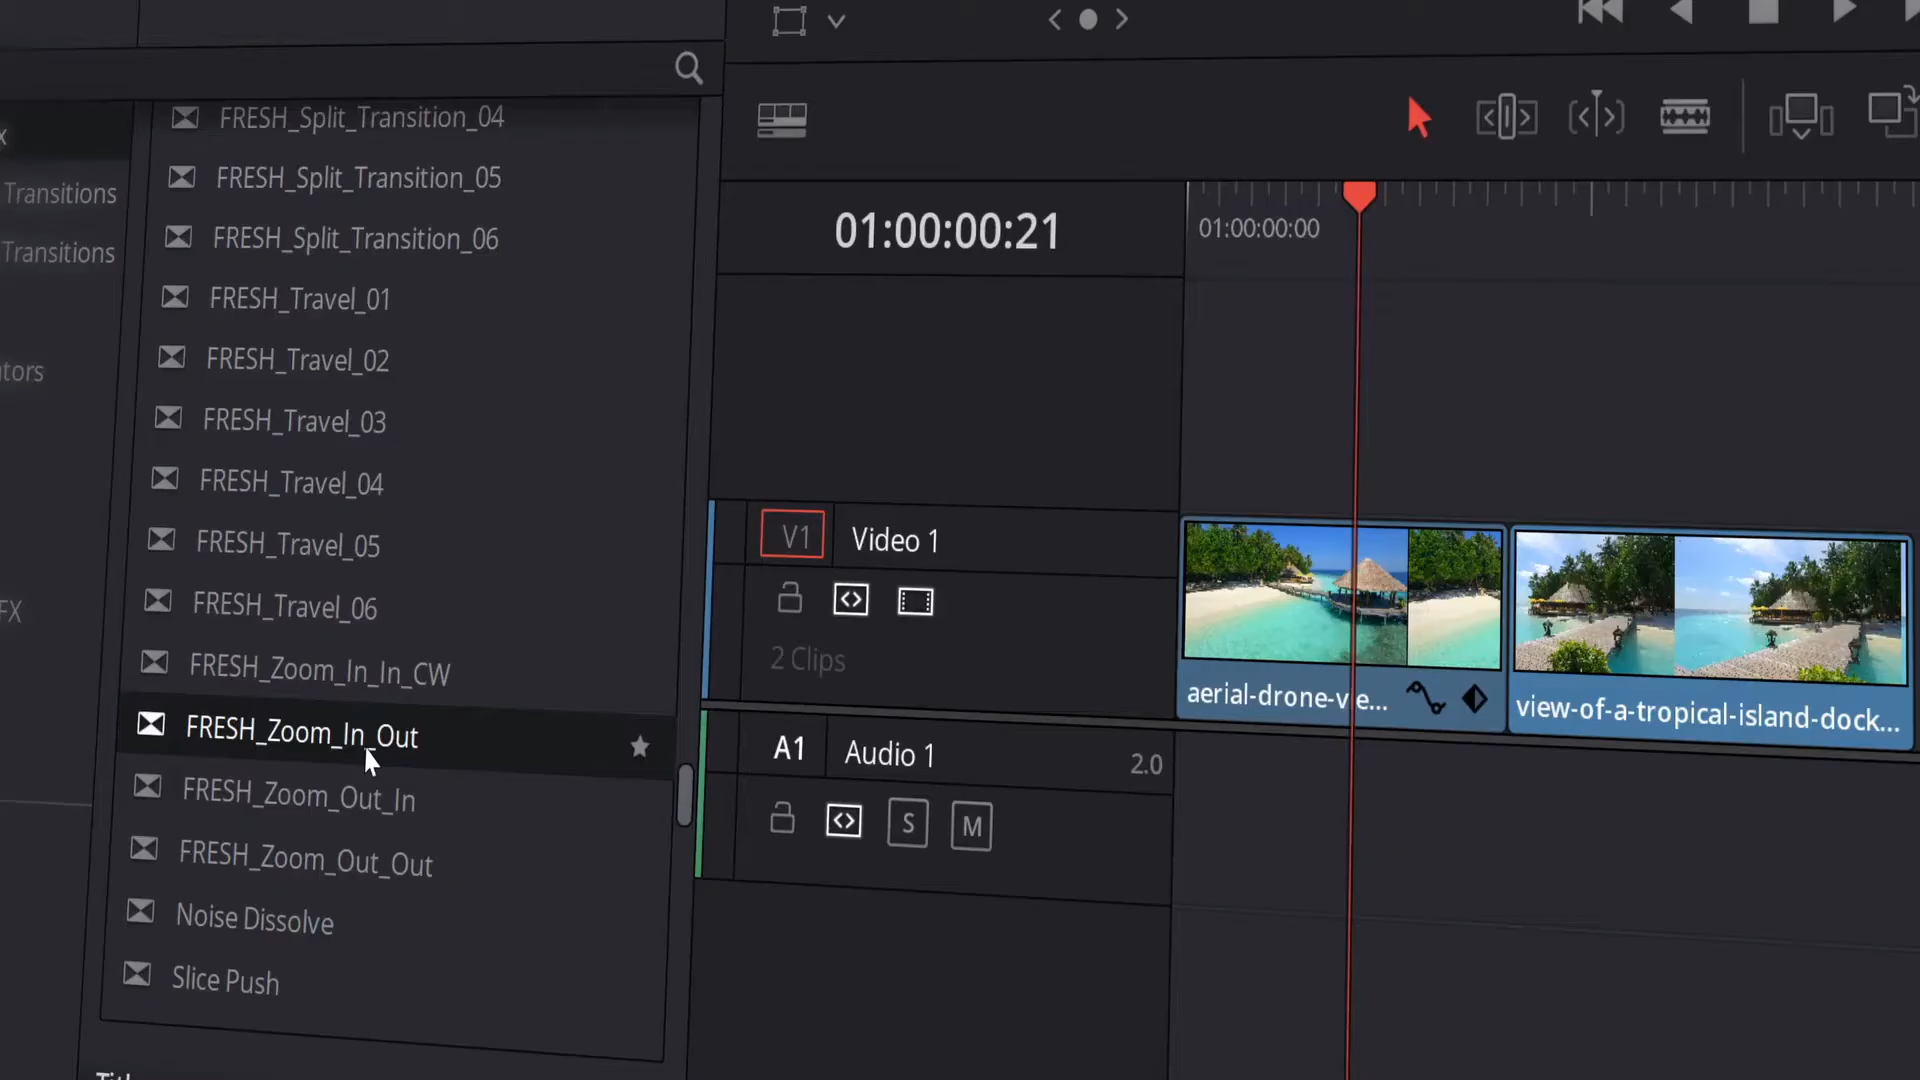 FRESH_Split_Transition_04
FRESH_Split_Transition_05
FRESH_Split_Transition_06
FRESH_Travel_01
FRESH_Travel_02
FRESH_Travel_03
FRESH_Travel_04
FRESH_Travel_05
FRESH_Travel_06
FRESH_Zoom_In_In_CW
FRESH_Zoom_In_Out
FRESH_Zoom_Out_In
FRESH_Zoom_Out_Out
Noise Dissolve
Slice Push
Transitions
Transitions
FX
01:00:00:21
01:00:00:00
V1 Video 1
2 Clips
A1 Audio 1 2.0
S M
aerial-drone-vie...
view-of-a-tropical-island-dock...